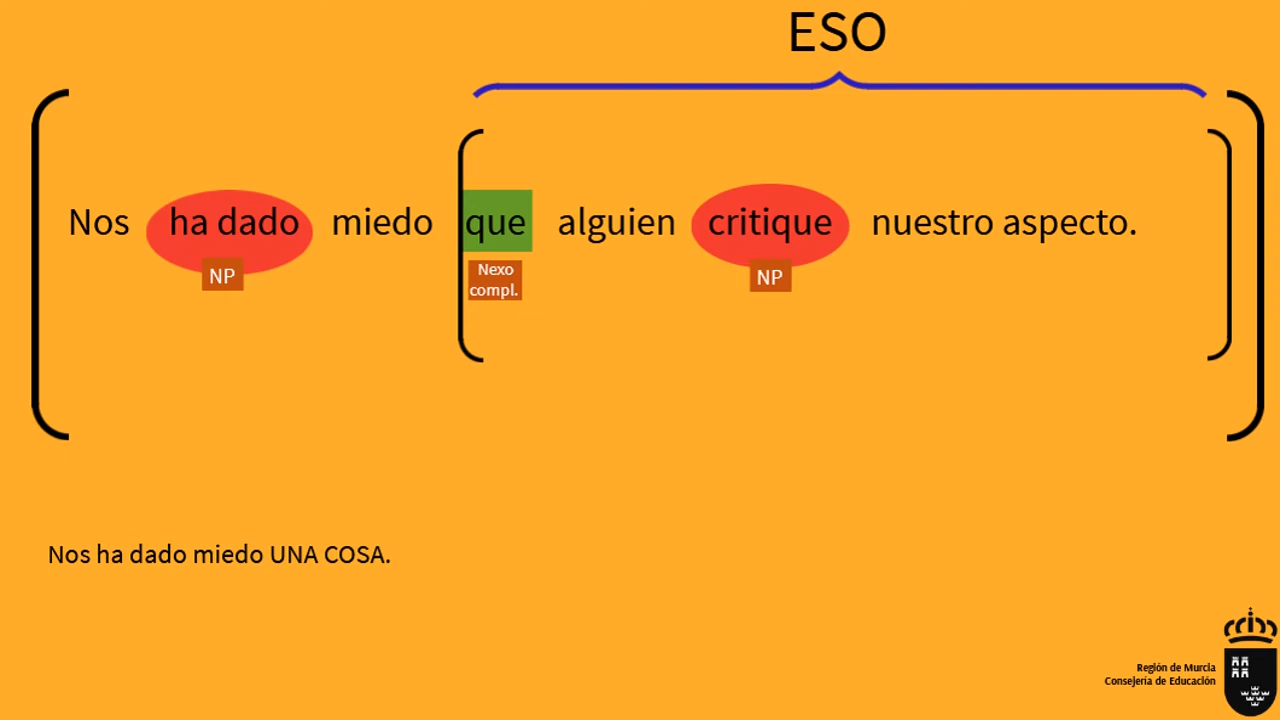 ESO
Nos ha dado miedo que alguien critique nuestro aspecto.
NP
Nexo
compl.
NP
Nos ha dado miedo UNA COSA.
Región de Murcia
Consejería de Educación